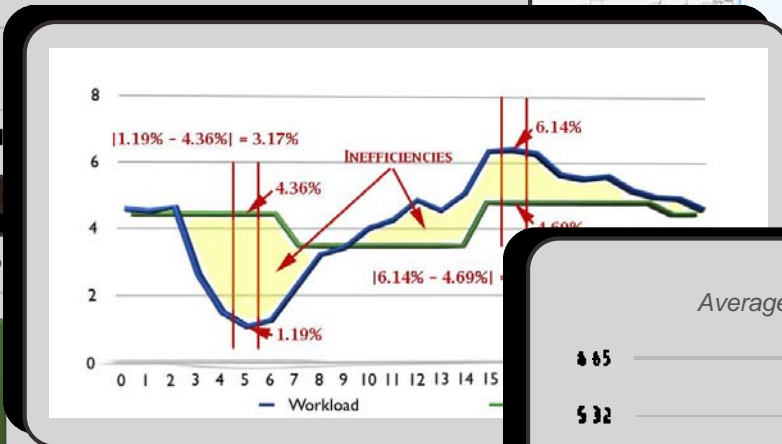 8
|1.19% – 4.36%| = 3.17%
6.14%
INEFFICIENCIES
6
4.36%
4
4.69%
|6.14% – 4.69%| =
2
1.19%
0
0 1 2 3 4 5 6 7 8 9 10 11 12 13 14 15
Workload
Average